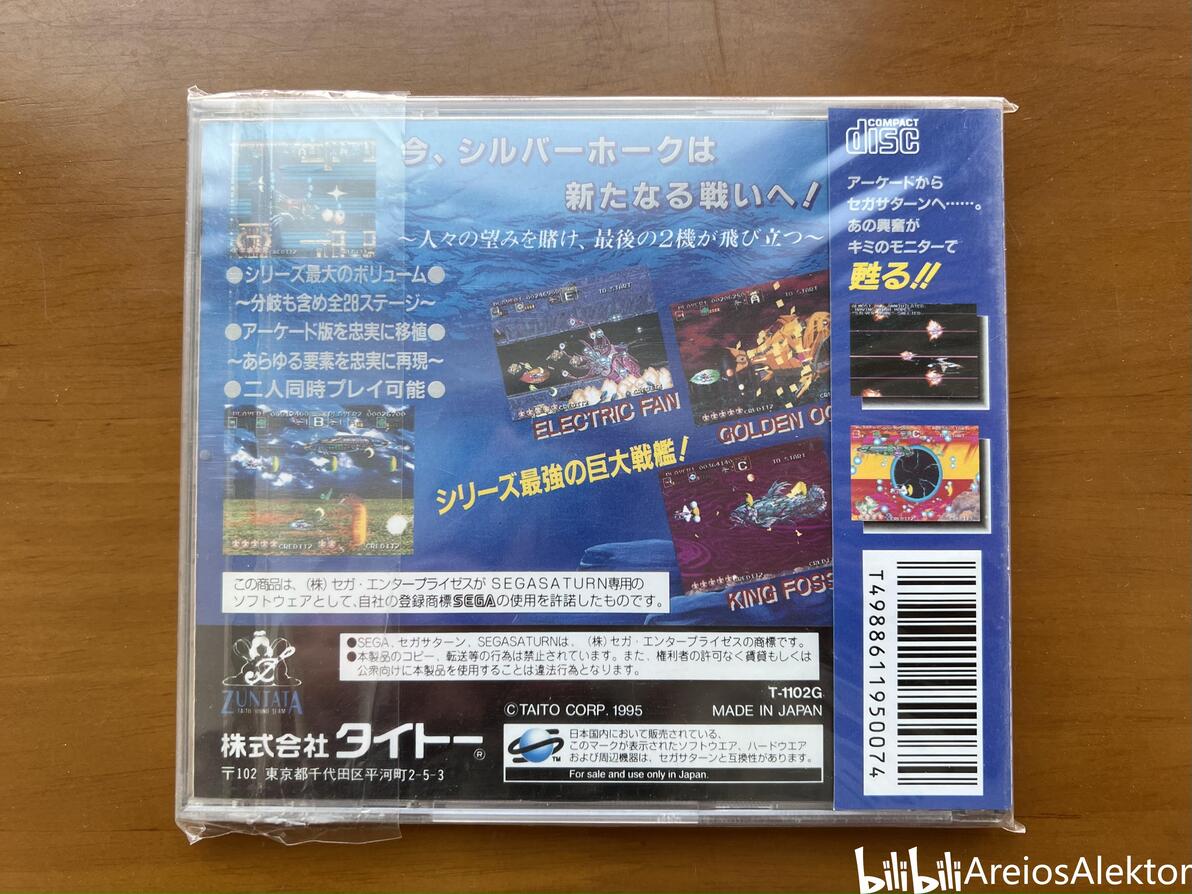 今、シルバーホークは
新たなる戦いへ!
〜人々の望みを賭け、最後の2機が飛び立つ〜
●シリーズ最大のボリューム●
〜分岐も含め全28ステージ〜
●アーケード版を忠実に移植●
〜あらゆる要素を忠実に再現〜
●二人同時プレイ可能●
ELECTRIC FAN
GOLDEN
シリーズ最強の巨大戦艦!
KING
E
TO START
CREDIT2
A
TO START
CREDIT2
C
TO START
B
CREDIT2
CREDIT2
この商品は、(株)セガ・エンタープライゼスがSEGASATURN専用の
ソフトウェアとして、自社の登録商標SEGAの使用を許諾したものです。
●SEGA、セガサターン、SEGASATURNは、(株)セガ・エンタープライゼスの商標です。
●本製品のコピー、転送等の行為は禁止されています。また、権利者の許可なく賃貸もしくは
公衆向けに本製品を使用することは違法行為となります。
ZUNTATA
T-1102G
©TAITO CORP. 1995
MADE IN JAPAN
株式会社タイトー®
〒102 東京都千代田区平河町2-5-3
TM
日本国内において販売されている、
このマークが表示されたソフトウエア、ハードウエア
および周辺機器は、セガサターンと互換性があります。
For sale and use only in Japan.
COMPACT
disc
アーケードから
セガサターンへ……。
あの興奮が
キミのモニターで
甦る!!
T4988611950074
bilibili AreiosAlektor